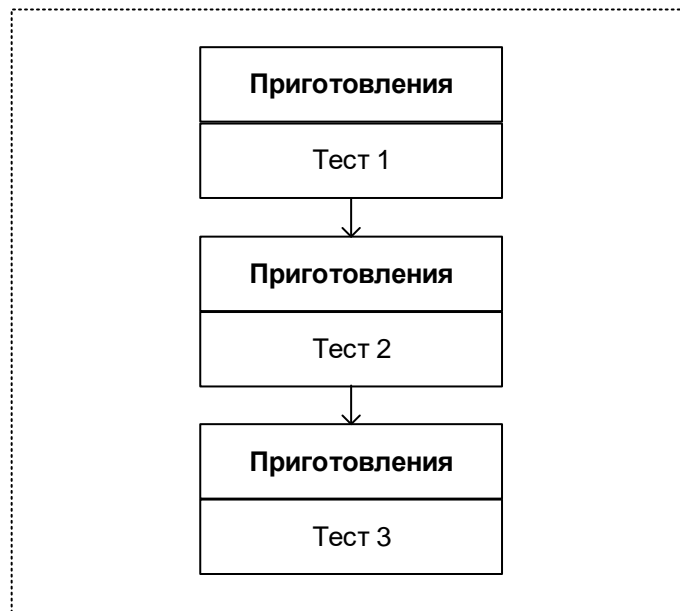 Приготовления
Тест 1
Приготовления
Тест 2
Приготовления
Тест 3